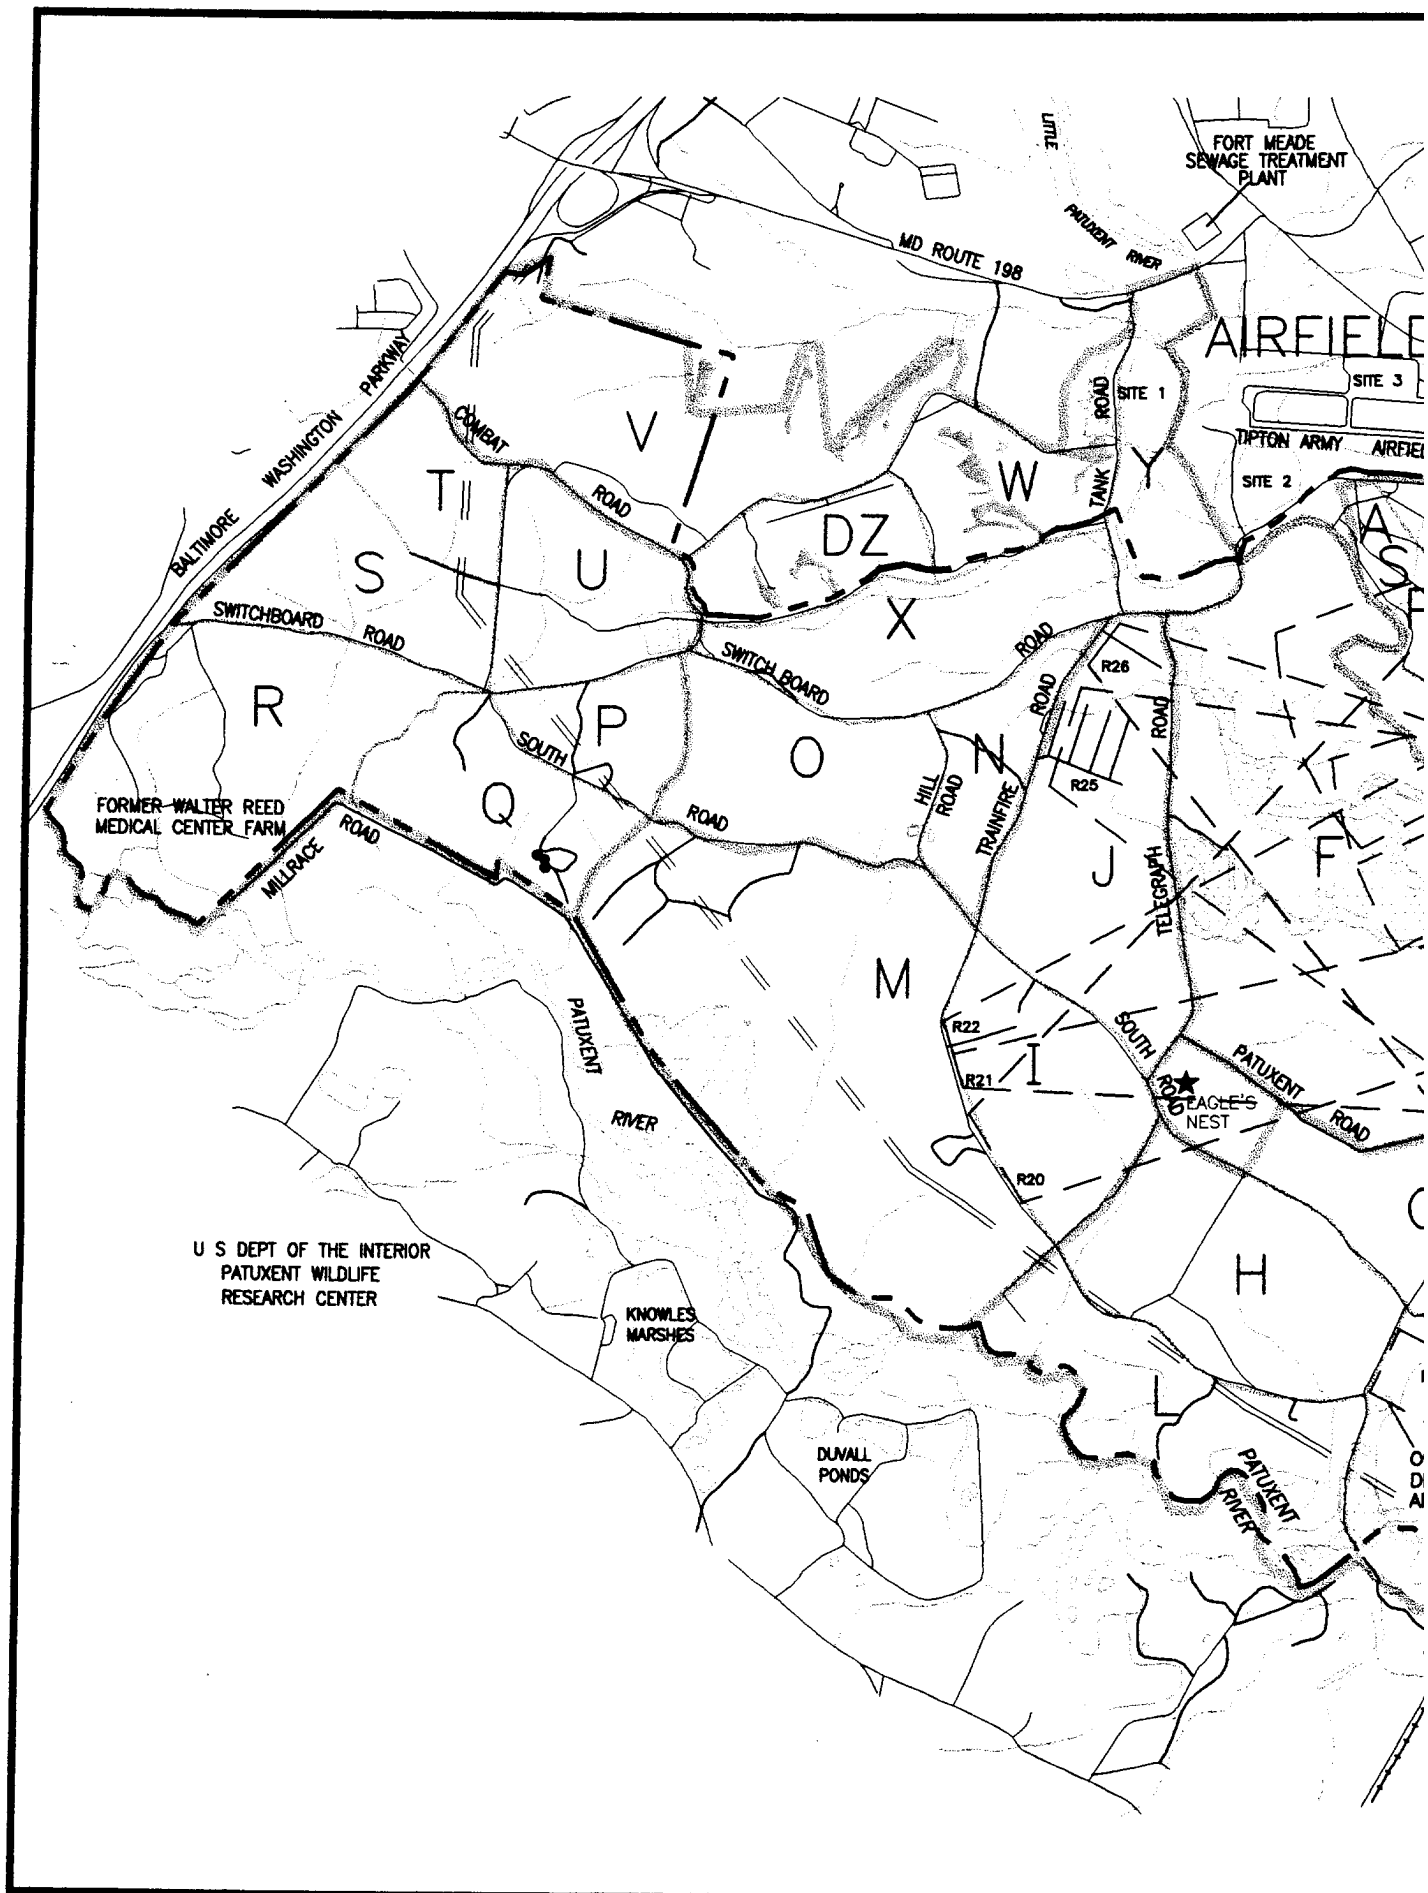 LITTLE
PATUXENT
RIVER
FORT MEADE
SEWAGE TREATMENT
PLANT
MD ROUTE 198
AIRFIEL
SITE 3
SITE 1
TIPTON ARMY
AIRFIE
SITE 2
TANK
ROAD
BALTIMORE
WASHINGTON
PARKWAY
COMBAT
ROAD
V
T
W
Y
DZ
A
S
U
S
X
SWITCHBOARD
ROAD
SWITCH BOARD
ROAD
R26
ROAD
ROAD
R
P
SOUTH
O
N
R25
HILL
ROAD
TRAINFIRE
Q
ROAD
FORMER WALTER REED
MEDICAL CENTER FARM
MILLRACE
ROAD
J
TELEGRAPH
F
M
PATUXENT
RIVER
R22
R21
I
SOUTH
ROAD
PATUXENT
ROAD
EAGLE'S
NEST
R20
U S DEPT OF THE INTERIOR
PATUXENT WILDLIFE
RESEARCH CENTER
H
KNOWLES
MARSHES
L
DUVALL
PONDS
PATUXENT
RIVER